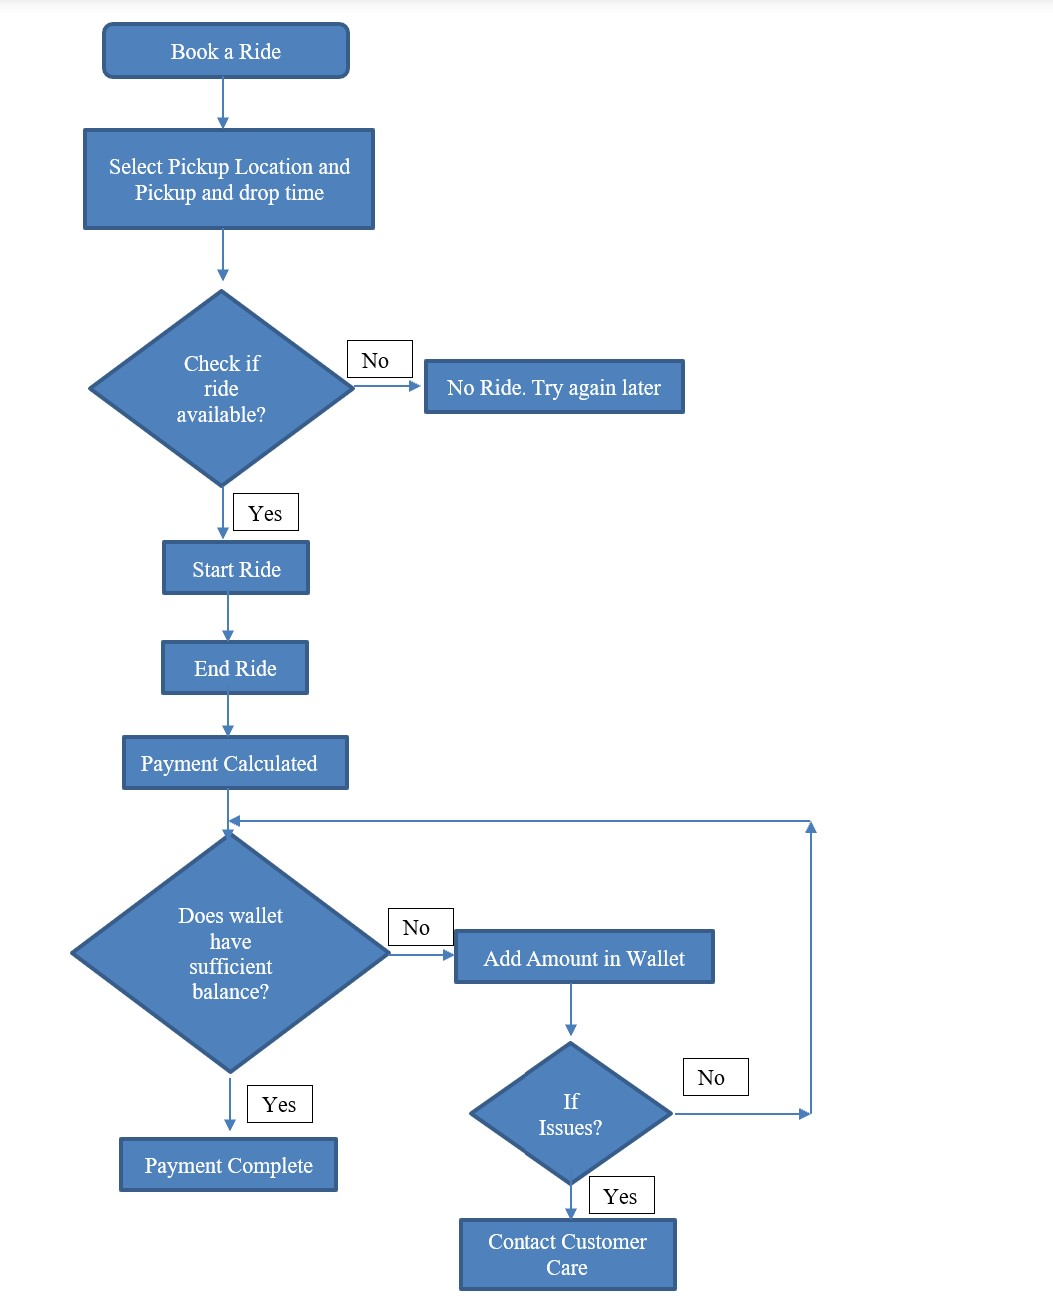 Book a Ride
Select Pickup Location and
Pickup and drop time
Check if
ride
available?
No
No Ride. Try again later
Yes
Start Ride
End Ride
Payment Calculated
Does wallet
have
sufficient
balance?
No
Add Amount in Wallet
If
Issues?
No
Yes
Payment Complete
Yes
Contact Customer
Care